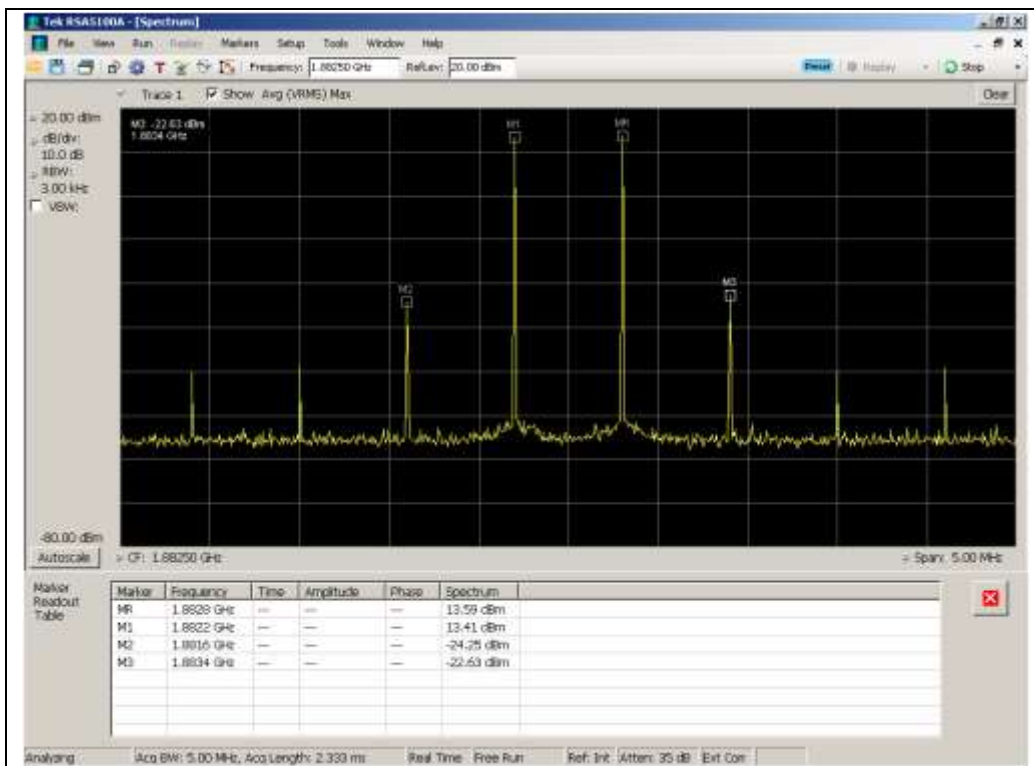 Tek RSA5100A - [Spectrum]
File View Run Replay Markers Setup Tools Window Help
Frequency: 1.88250 GHz RefLev: 20.00 dBm Preset Replay Stop
Trace 1 Show Avg (VRMS) Max Clear
20.00 dBm
dB/div:
10.0 dB
RBW:
3.00 kHz
VBW:
M3 -22.63 dBm
1.8834 GHz
M1
MR
M2
M3
-80.00 dBm
Autoscale CF: 1.88250 GHz Span: 5.00 MHz
Marker Readout Table
Marker Frequency Time Amplitude Phase Spectrum
MR 1.8828 GHz --- --- --- 13.59 dBm
M1 1.8822 GHz --- --- --- 13.41 dBm
M2 1.8816 GHz --- --- --- -24.25 dBm
M3 1.8834 GHz --- --- --- -22.63 dBm
Analyzing Acq BW: 5.00 MHz, Acq Length: 2.333 ms Real Time Free Run Ref: Int Atten: 35 dB Ext Corr